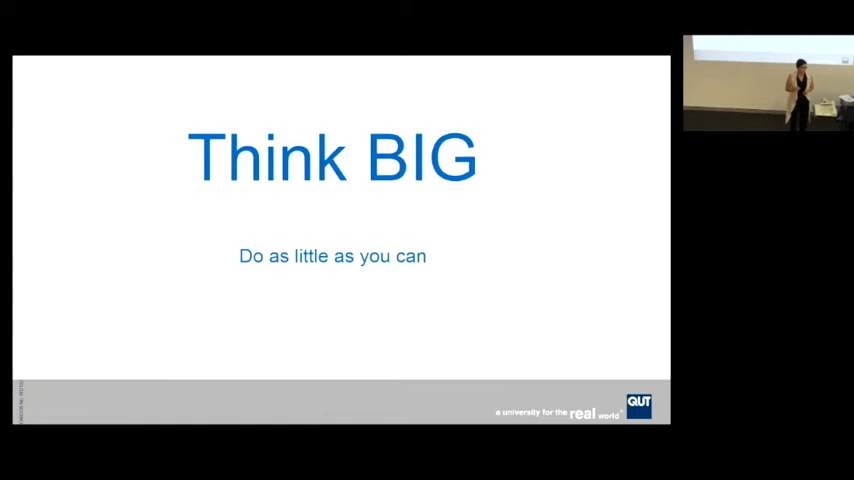 Think BIG
Do as little as you can
a university for the real world
QUT